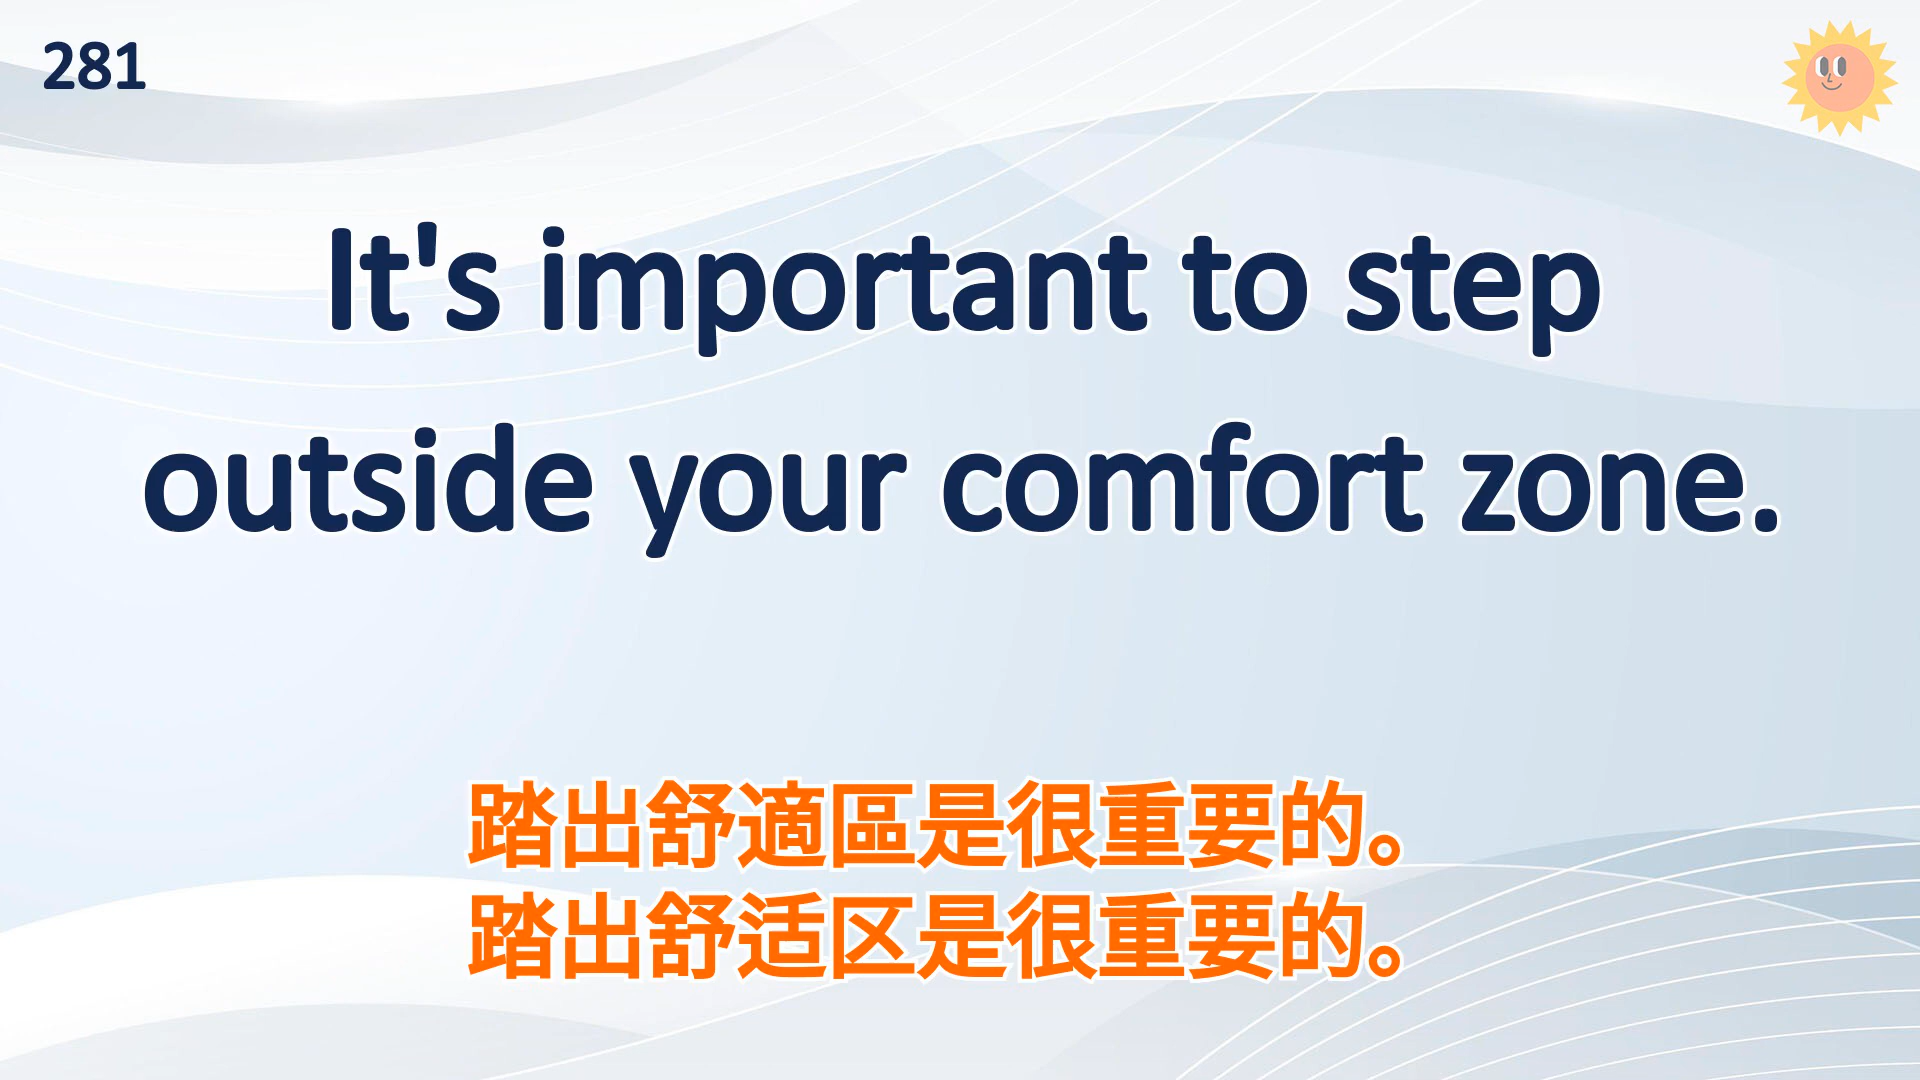 281
It's important to step
outside your comfort zone.
踏出舒適區是很重要的。
踏出舒适区是很重要的。